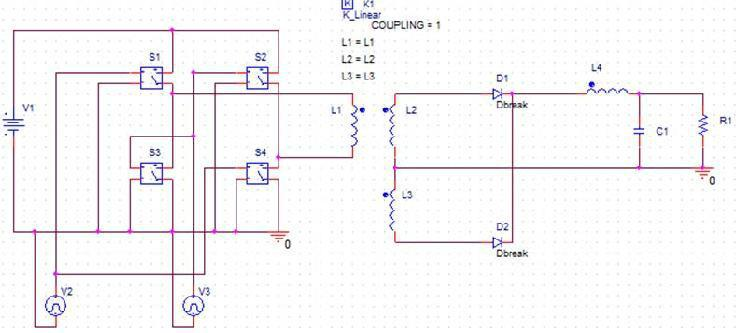 K K1
K_Linear
COUPLING = 1
L1 = L1
L2 = L2
L3 = L3
S1
S2
L4
D1
Dbreak
V1
L1
L2
C1
R1
S3
S4
0
L3
D2
Dbreak
0
V2
V3